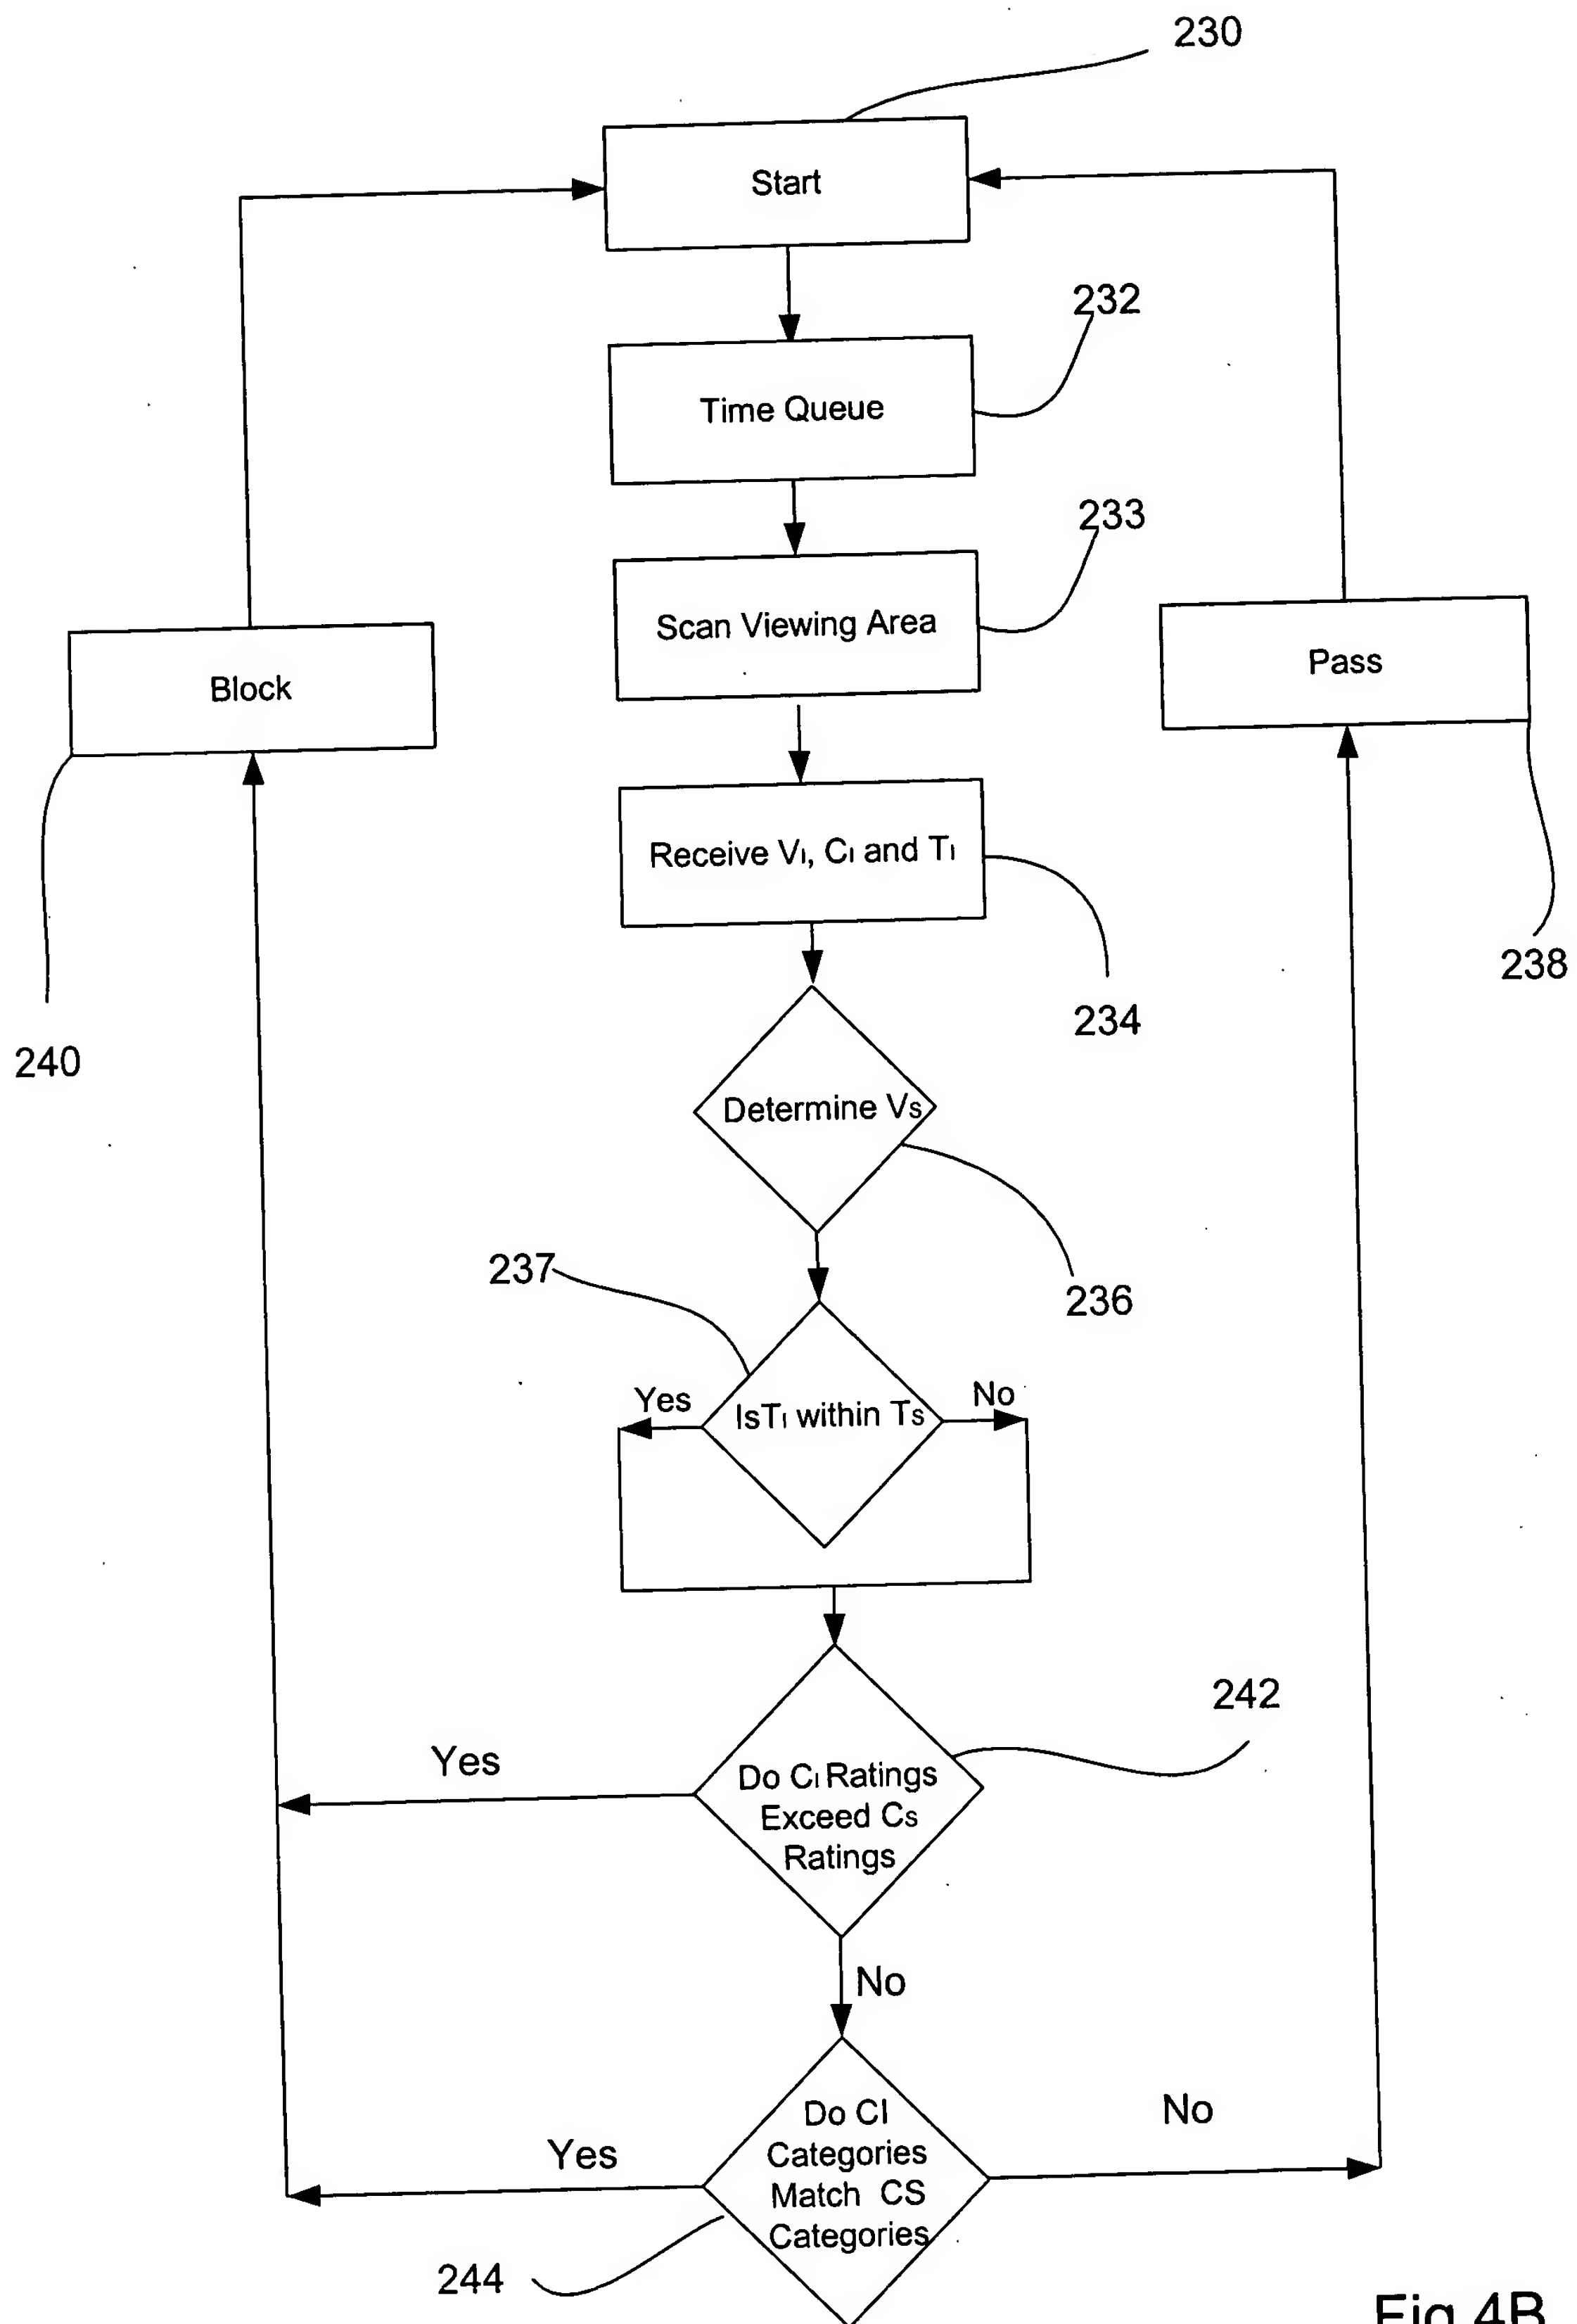 230
Start
232
Time Queue
233
Scan Viewing Area
Block
Pass
Receive VI, CI and TI
238
234
240
Determine VS
237
236
Yes
No
IsTI within TS
242
Yes
Do CI Ratings
Exceed CS
Ratings
No
Do CI
Categories
Match CS
Categories
No
Yes
244
Fig 4B